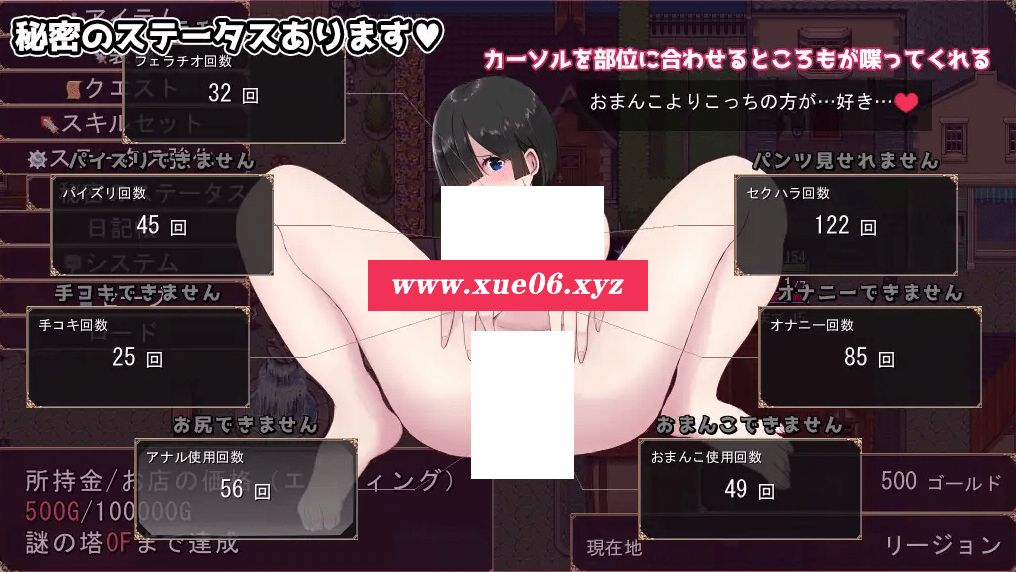 秘密のステータスあります♥
カーソルを部位に合わせるところもが喋ってくれる
おまんこよりこっちの方が…好き…❤
フェラチオ回数
32 回
クエスト
スキルセット
パイズリできません
パイズリ回数
45 回
パンツ見せれません
セクハラ回数
122 回
システム
手コキできません
手コキ回数
25 回
オナニーできません
オナニー回数
85 回
ロード
お尻できません
アナル使用回数
56 回
おまんこできません
おまんこ使用回数
49 回
www.xue06.xyz
所持金/お店の価格(エ ィング)
500G/100000G
謎の塔0Fまで達成
500 ゴールド
現在地
リージョン